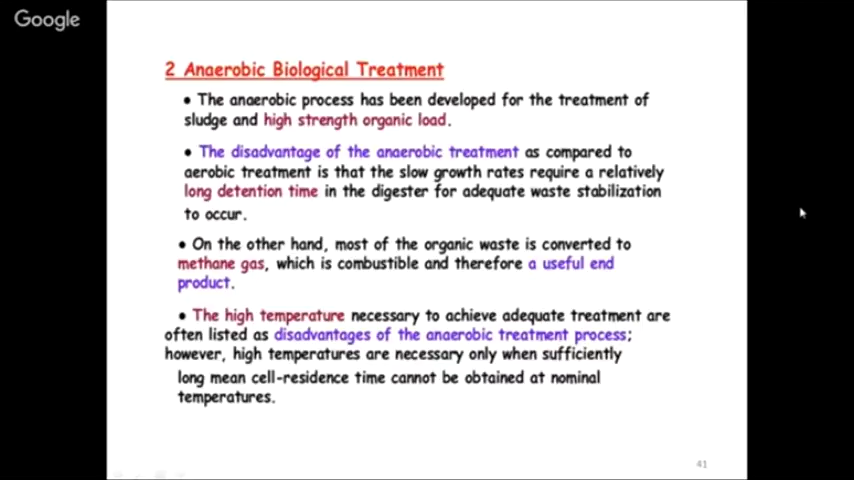 Google
2 Anaerobic Biological Treatment
• The anaerobic process has been developed for the treatment of
sludge and high strength organic load.
• The disadvantage of the anaerobic treatment as compared to
aerobic treatment is that the slow growth rates require a relatively
long detention time in the digester for adequate waste stabilization
to occur.
• On the other hand, most of the organic waste is converted to
methane gas, which is combustible and therefore a useful end
product.
• The high temperature necessary to achieve adequate treatment are
often listed as disadvantages of the anaerobic treatment process;
however, high temperatures are necessary only when sufficiently
long mean cell-residence time cannot be obtained at nominal
temperatures.
41